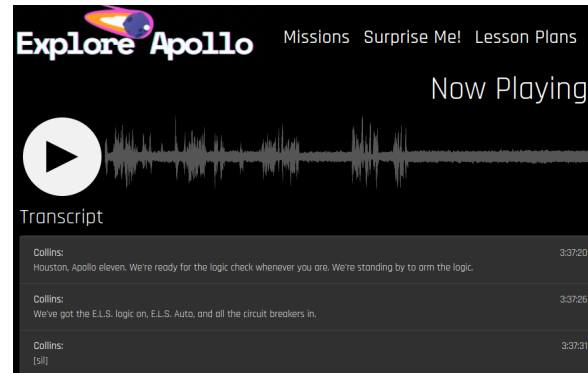 Explore Apollo
Missions Surprise Me! Lesson Plans
Now Playing
Transcript
Collins: 3:37:20
Houston, Apollo eleven. We're ready for the logic check whenever you are. We're standing by to arm the logic.
Collins: 3:37:26
We've got the E.L.S. logic on, E.L.S. Auto, and all the circuit breakers in.
Collins: 3:37:31
[sil]